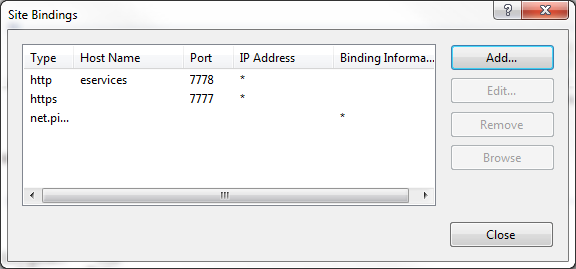 Site Bindings
Type Host Name Port IP Address Binding Informa...
http eservices 7778 *
https 7777 *
net.pi... *
Add...
Edit...
Remove
Browse
Close